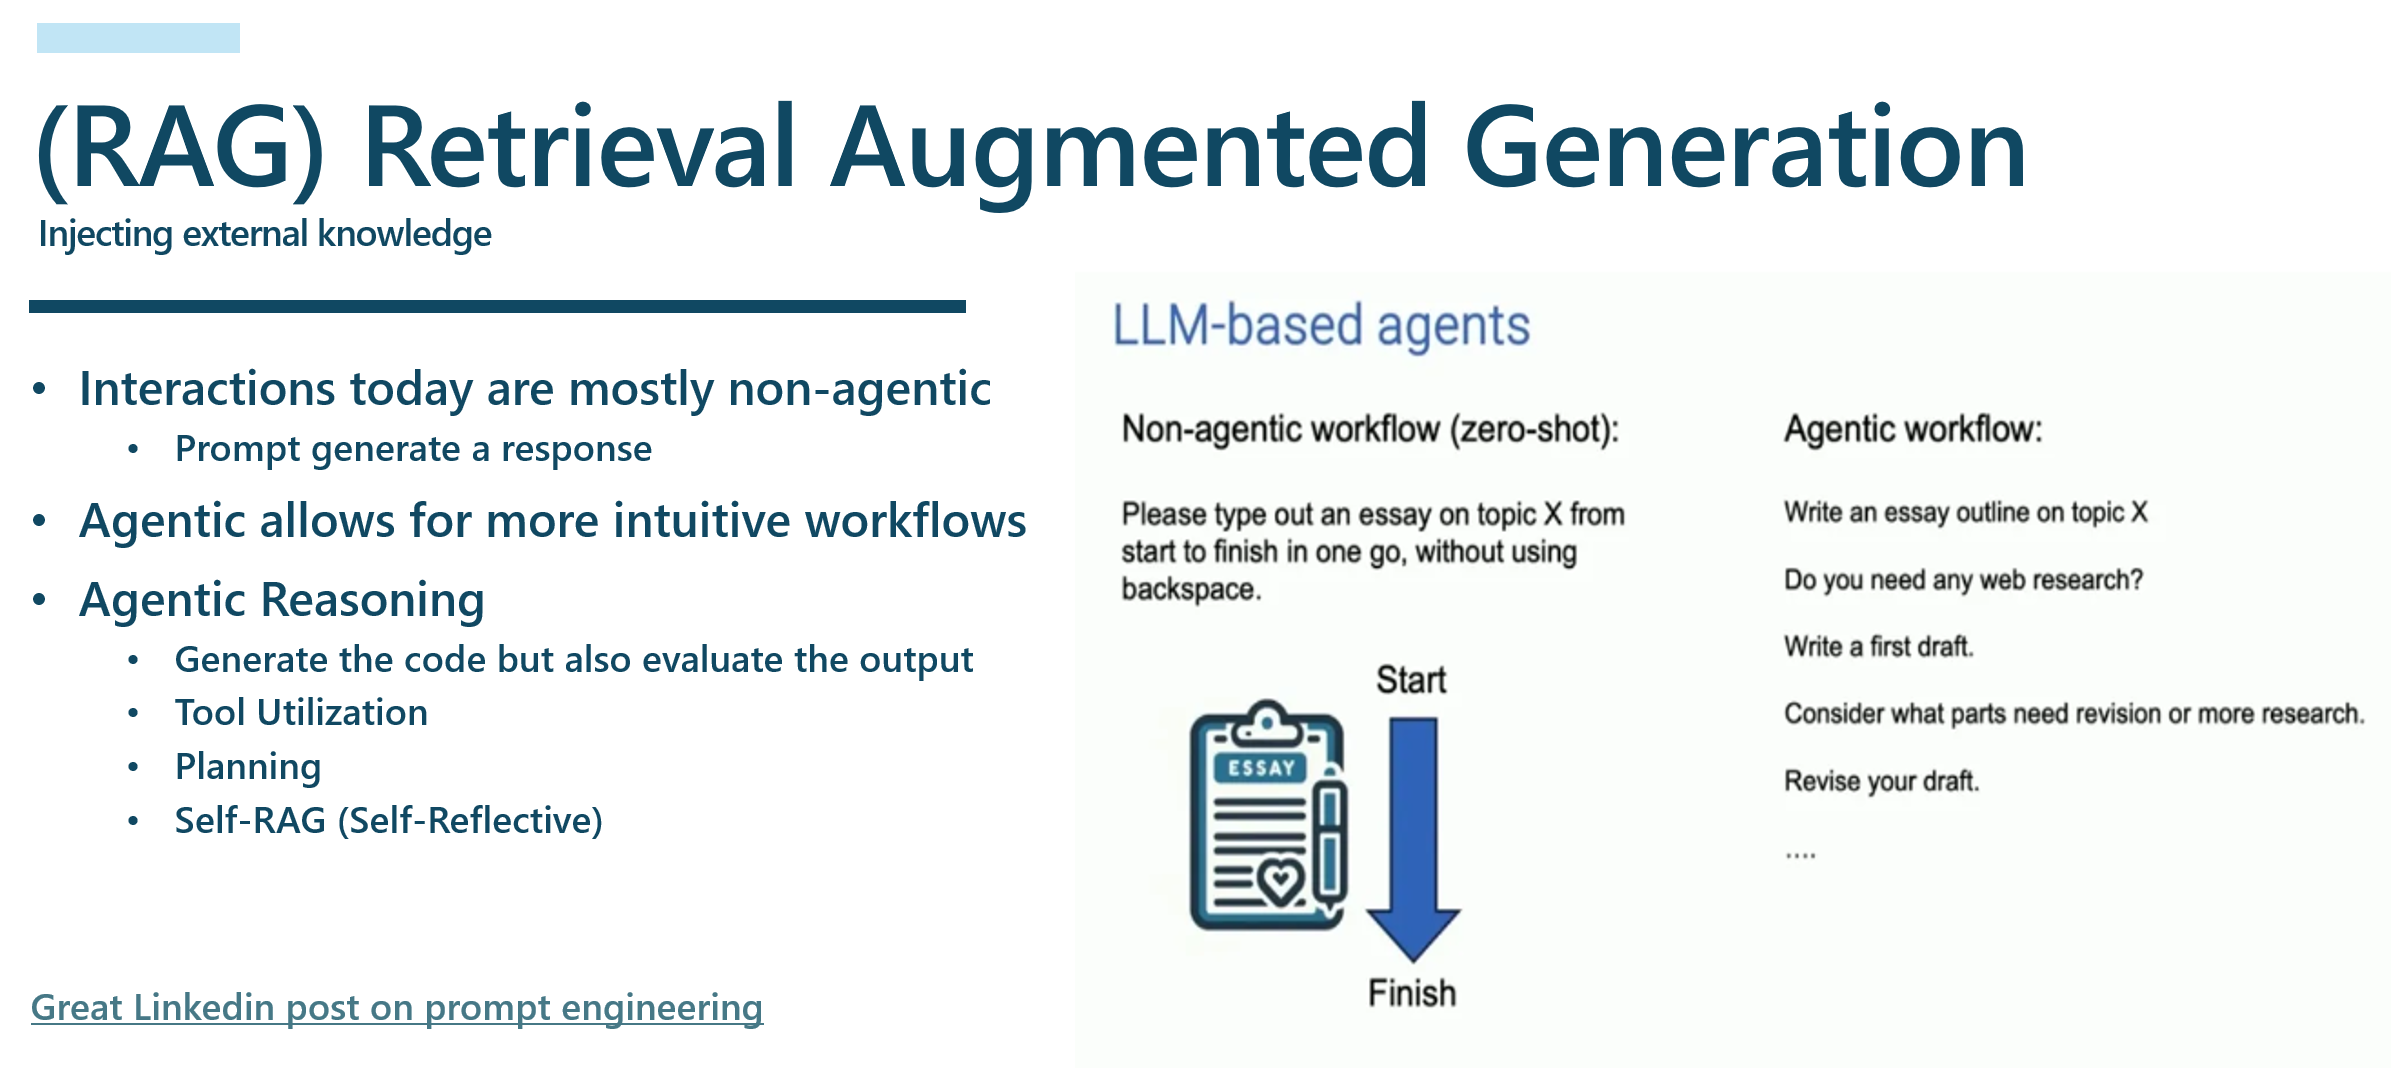 (RAG) Retrieval Augmented Generation
Injecting external knowledge
• Interactions today are mostly non-agentic
• Prompt generate a response
• Agentic allows for more intuitive workflows
• Agentic Reasoning
• Generate the code but also evaluate the output
• Tool Utilization
• Planning
• Self-RAG (Self-Reflective)
Great Linkedin post on prompt engineering
LLM-based agents
Non-agentic workflow (zero-shot):
Please type out an essay on topic X from
start to finish in one go, without using
backspace.
ESSAY
Start
Finish
Agentic workflow:
Write an essay outline on topic X
Do you need any web research?
Write a first draft.
Consider what parts need revision or more research.
Revise your draft.
....